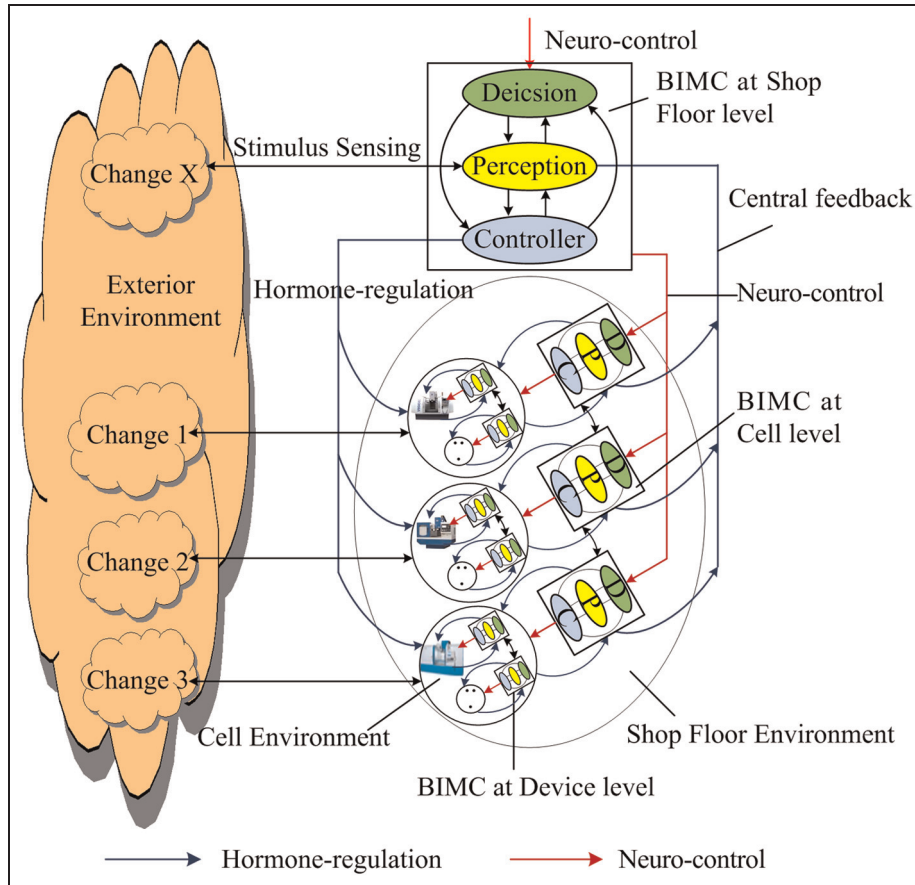 Neuro-control
Deicsion
BIMC at Shop
Floor level
Stimulus Sensing
Change X
Perception
Central feedback
Controller
Exterior
Environment
Hormone-regulation
Neuro-control
D
P
C
Change 1
BIMC at
Cell level
D
P
C
Change 2
D
P
C
Change 3
Cell Environment
Shop Floor Environment
BIMC at Device level
Hormone-regulation
Neuro-control